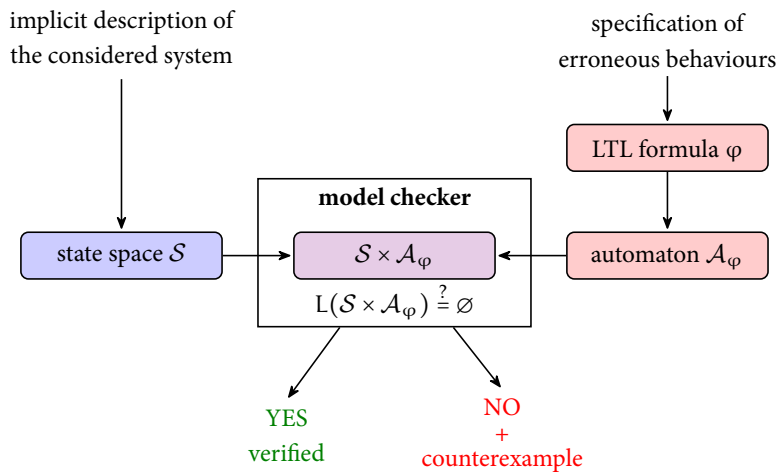 implicit description of
the considered system
specification of
erroneous behaviours
LTL formula φ
model checker
state space 𝒮
𝒮 × 𝒜φ
automaton 𝒜φ
L(𝒮 × 𝒜φ) ≟ ∅
YES
verified
NO
+
counterexample